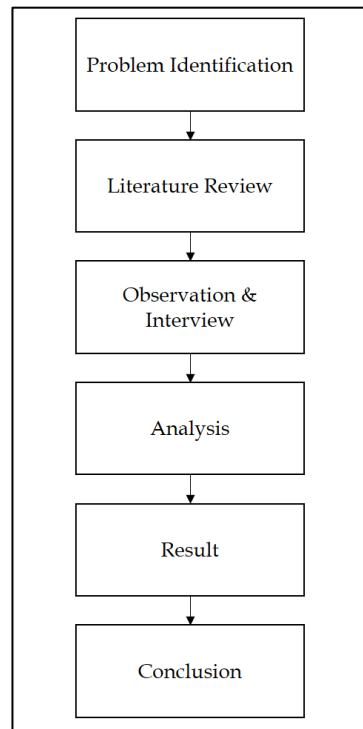 Problem Identification
Literature Review
Observation &
Interview
Analysis
Result
Conclusion